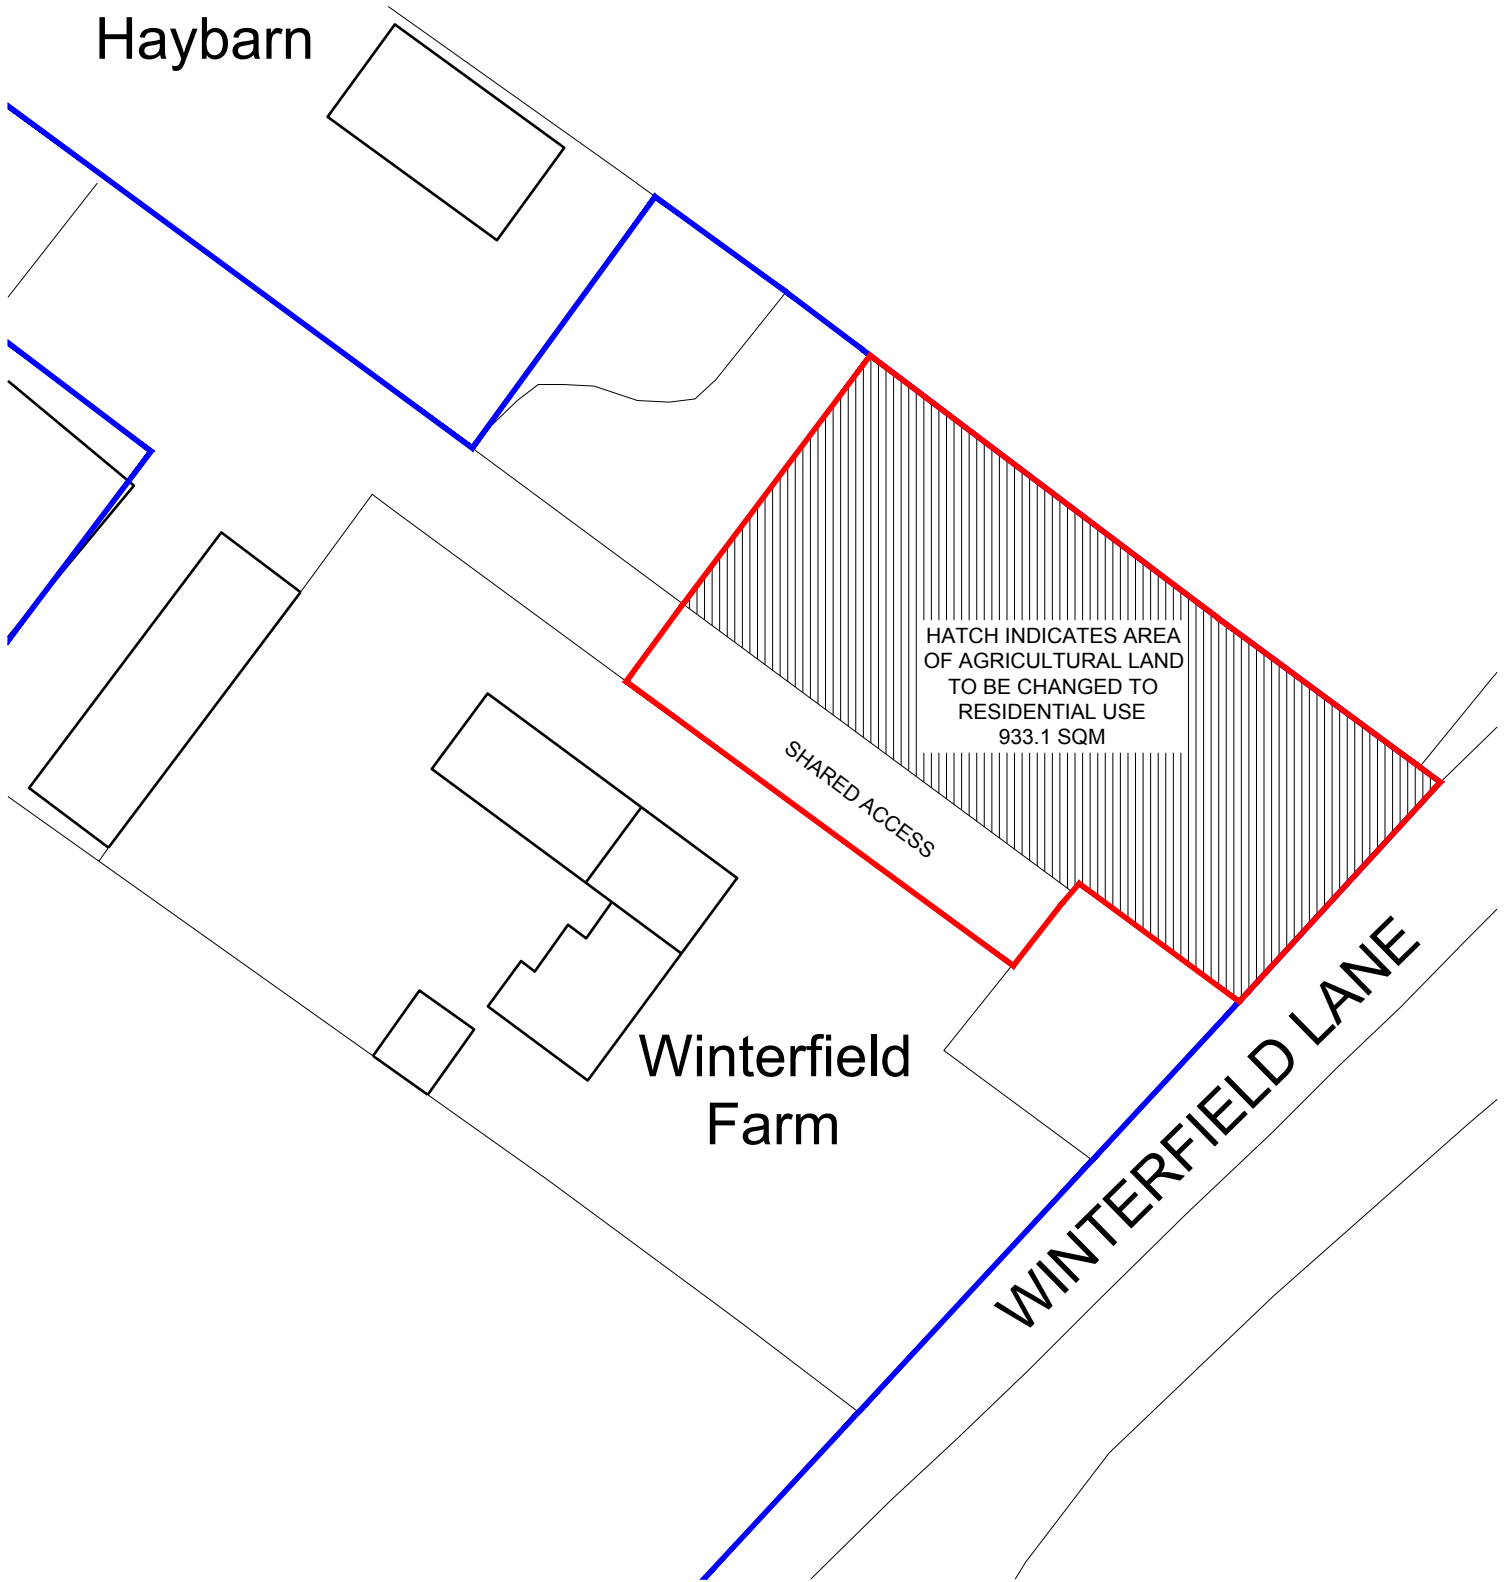 Haybarn
HATCH INDICATES AREA
OF AGRICULTURAL LAND
TO BE CHANGED TO
RESIDENTIAL USE
933.1 SQM
SHARED ACCESS
Winterfield
Farm
WINTERFIELD LANE